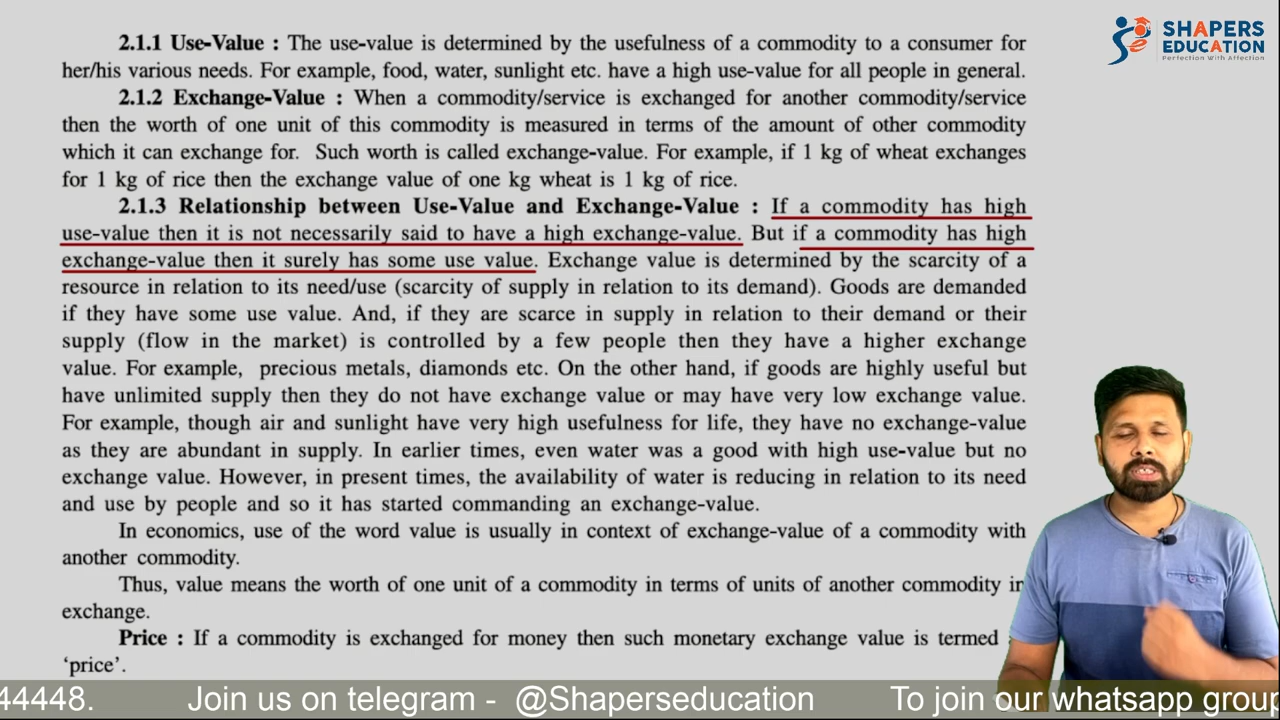 SHAPERS
EDUCATION
Perfection With Affection
2.1.1 Use-Value : The use-value is determined by the usefulness of a commodity to a consumer for
her/his various needs. For example, food, water, sunlight etc. have a high use-value for all people in general.
2.1.2 Exchange-Value : When a commodity/service is exchanged for another commodity/service
then the worth of one unit of this commodity is measured in terms of the amount of other commodity
which it can exchange for. Such worth is called exchange-value. For example, if 1 kg of wheat exchanges
for 1 kg of rice then the exchange value of one kg wheat is 1 kg of rice.
2.1.3 Relationship between Use-Value and Exchange-Value : If a commodity has high
use-value then it is not necessarily said to have a high exchange-value. But if a commodity has high
exchange-value then it surely has some use value. Exchange value is determined by the scarcity of a
resource in relation to its need/use (scarcity of supply in relation to its demand). Goods are demanded
if they have some use value. And, if they are scarce in supply in relation to their demand or their
supply (flow in the market) is controlled by a few people then they have a higher exchange
value. For example, precious metals, diamonds etc. On the other hand, if goods are highly useful but
have unlimited supply then they do not have exchange value or may have very low exchange value.
For example, though air and sunlight have very high usefulness for life, they have no exchange-value
as they are abundant in supply. In earlier times, even water was a good with high use-value but no
exchange value. However, in present times, the availability of water is reducing in relation to its need
and use by people and so it has started commanding an exchange-value.
In economics, use of the word value is usually in context of exchange-value of a commodity with
another commodity.
Thus, value means the worth of one unit of a commodity in terms of units of another commodity in
exchange.
Price : If a commodity is exchanged for money then such monetary exchange value is termed
‘price’.
44448. Join us on telegram - @Shaperseducation To join our whatsapp group